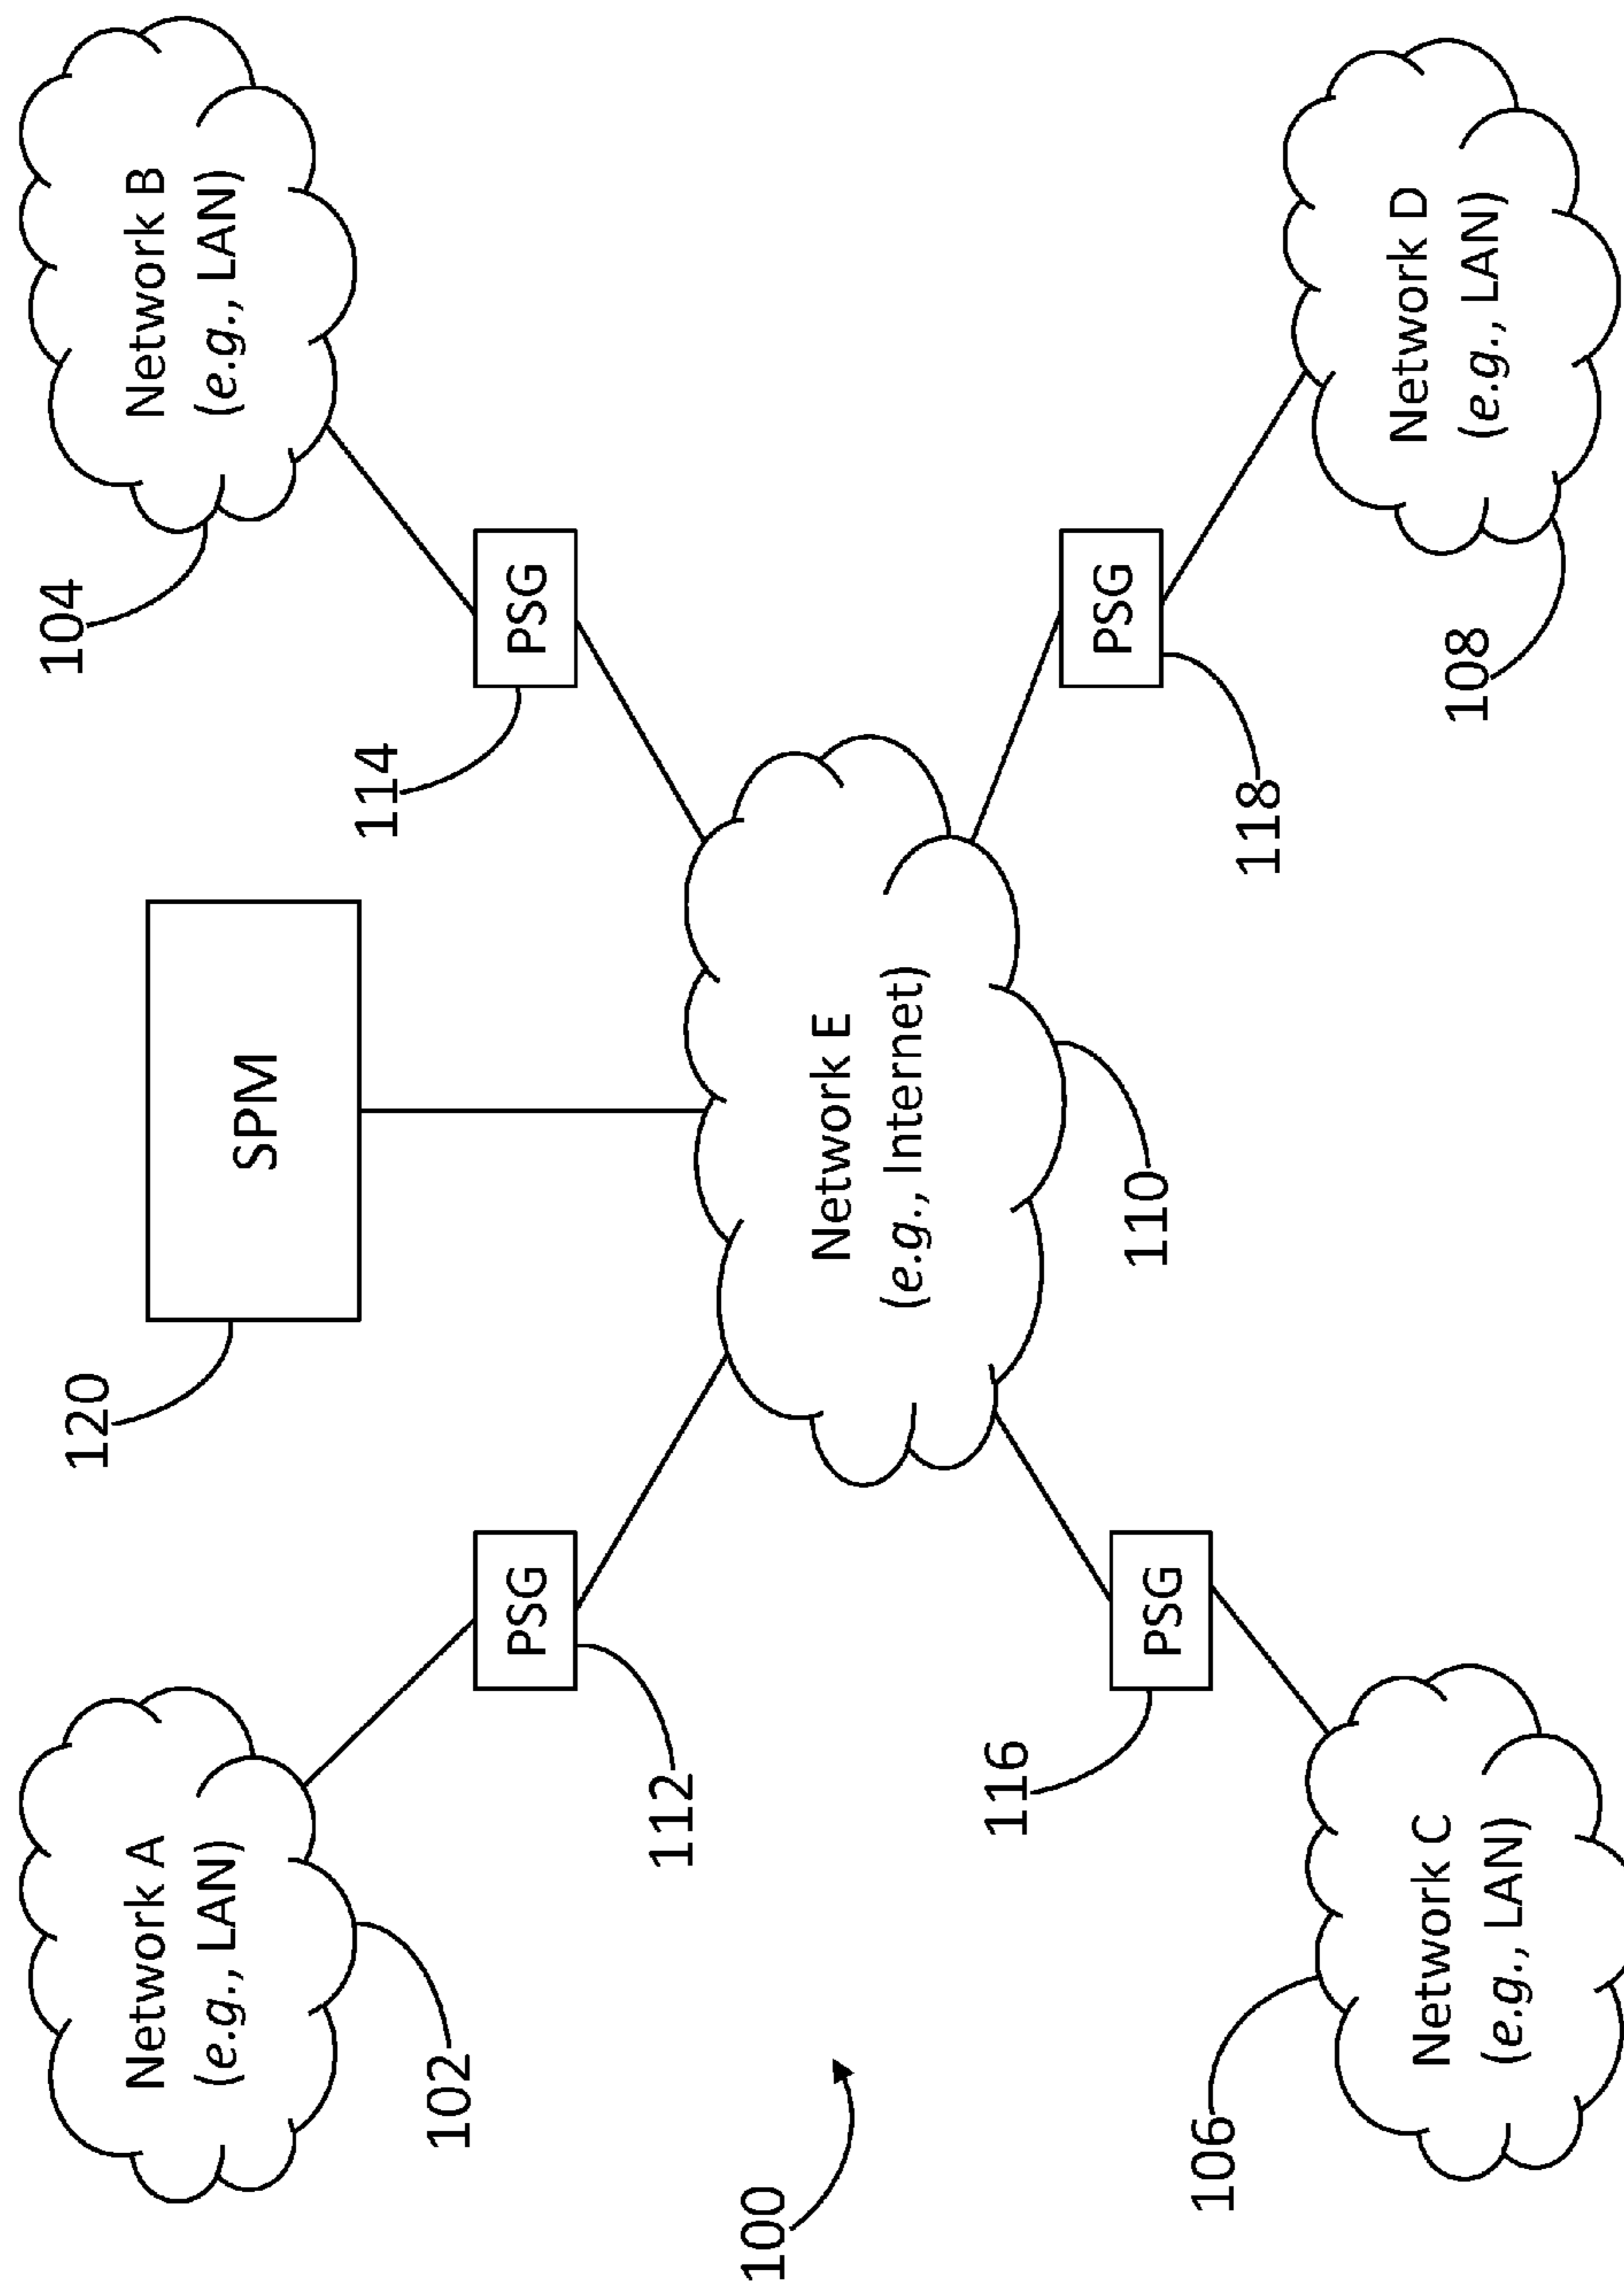 120
SPM
Network A
(e.g., LAN)
102
Network B
(e.g., LAN)
104
PSG
112
PSG
114
Network E
(e.g., Internet)
110
100
PSG
116
PSG
118
Network C
(e.g., LAN)
106
Network D
(e.g., LAN)
108